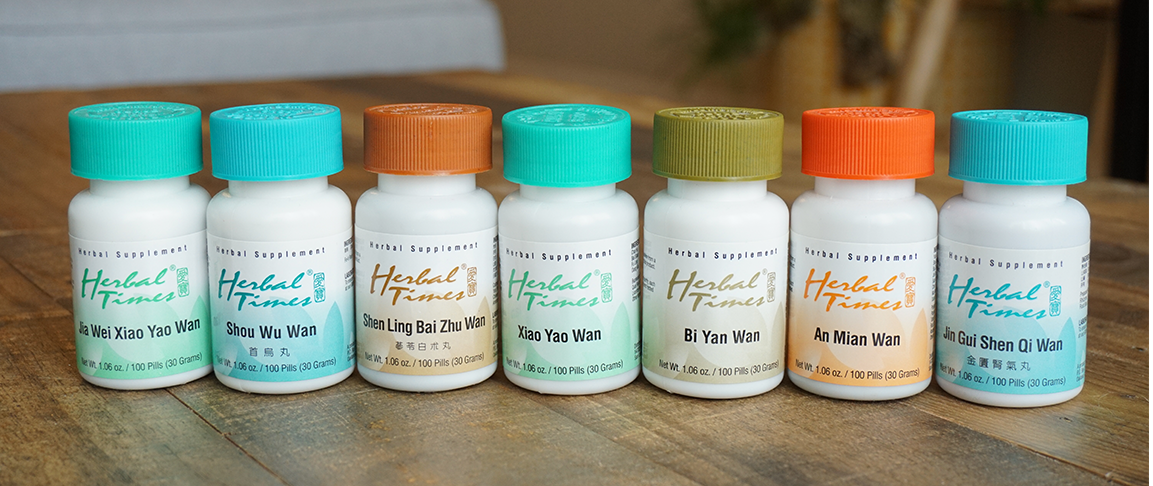 Herbal Supplement
Herbal
Times®
Jia Wei Xiao Yao Wan
Net Wt. 1.06 oz. / 100 Pills (30 Grams)
Herbal Supplement
Herbal
Times®
Shou Wu Wan
首烏丸
Net Wt. 1.06 oz. / 100 Pills (30 Grams)
Herbal Supplement
Herbal
Times®
Shen Ling Bai Zhu Wan
蔘苓白朮丸
Net Wt. 1.06 oz. / 100 Pills (30 Grams)
Herbal Supplement
Herbal
Times®
Xiao Yao Wan
Net Wt. 1.06 oz. / 100 Pills (30 Grams)
Herbal Supplement
Herbal
Times®
Bi Yan Wan
Net Wt. 1.06 oz. / 100 Pills (30 Grams)
Herbal Supplement
Herbal
Times®
An Mian Wan
Net Wt. 1.06 oz. / 100 Pills (30 Grams)
Herbal Supplement
Herbal
Times®
Jin Gui Shen Qi Wan
金匱腎氣丸
Net Wt. 1.06 oz. / 100 Pills (30 Grams)